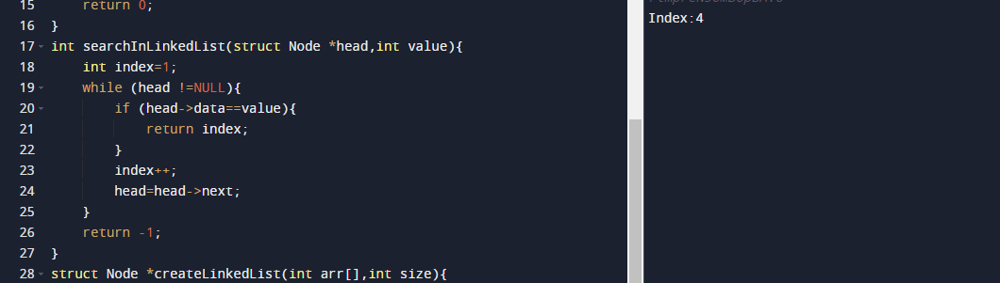 15 return 0;
16 }
17 int searchInLinkedList(struct Node *head,int value){
18 int index=1;
19 while (head !=NULL){
20 if (head->data==value){
21 return index;
22 }
23 index++;
24 head=head->next;
25 }
26 return -1;
27 }
28 struct Node *createLinkedList(int arr[],int size){
Index:4